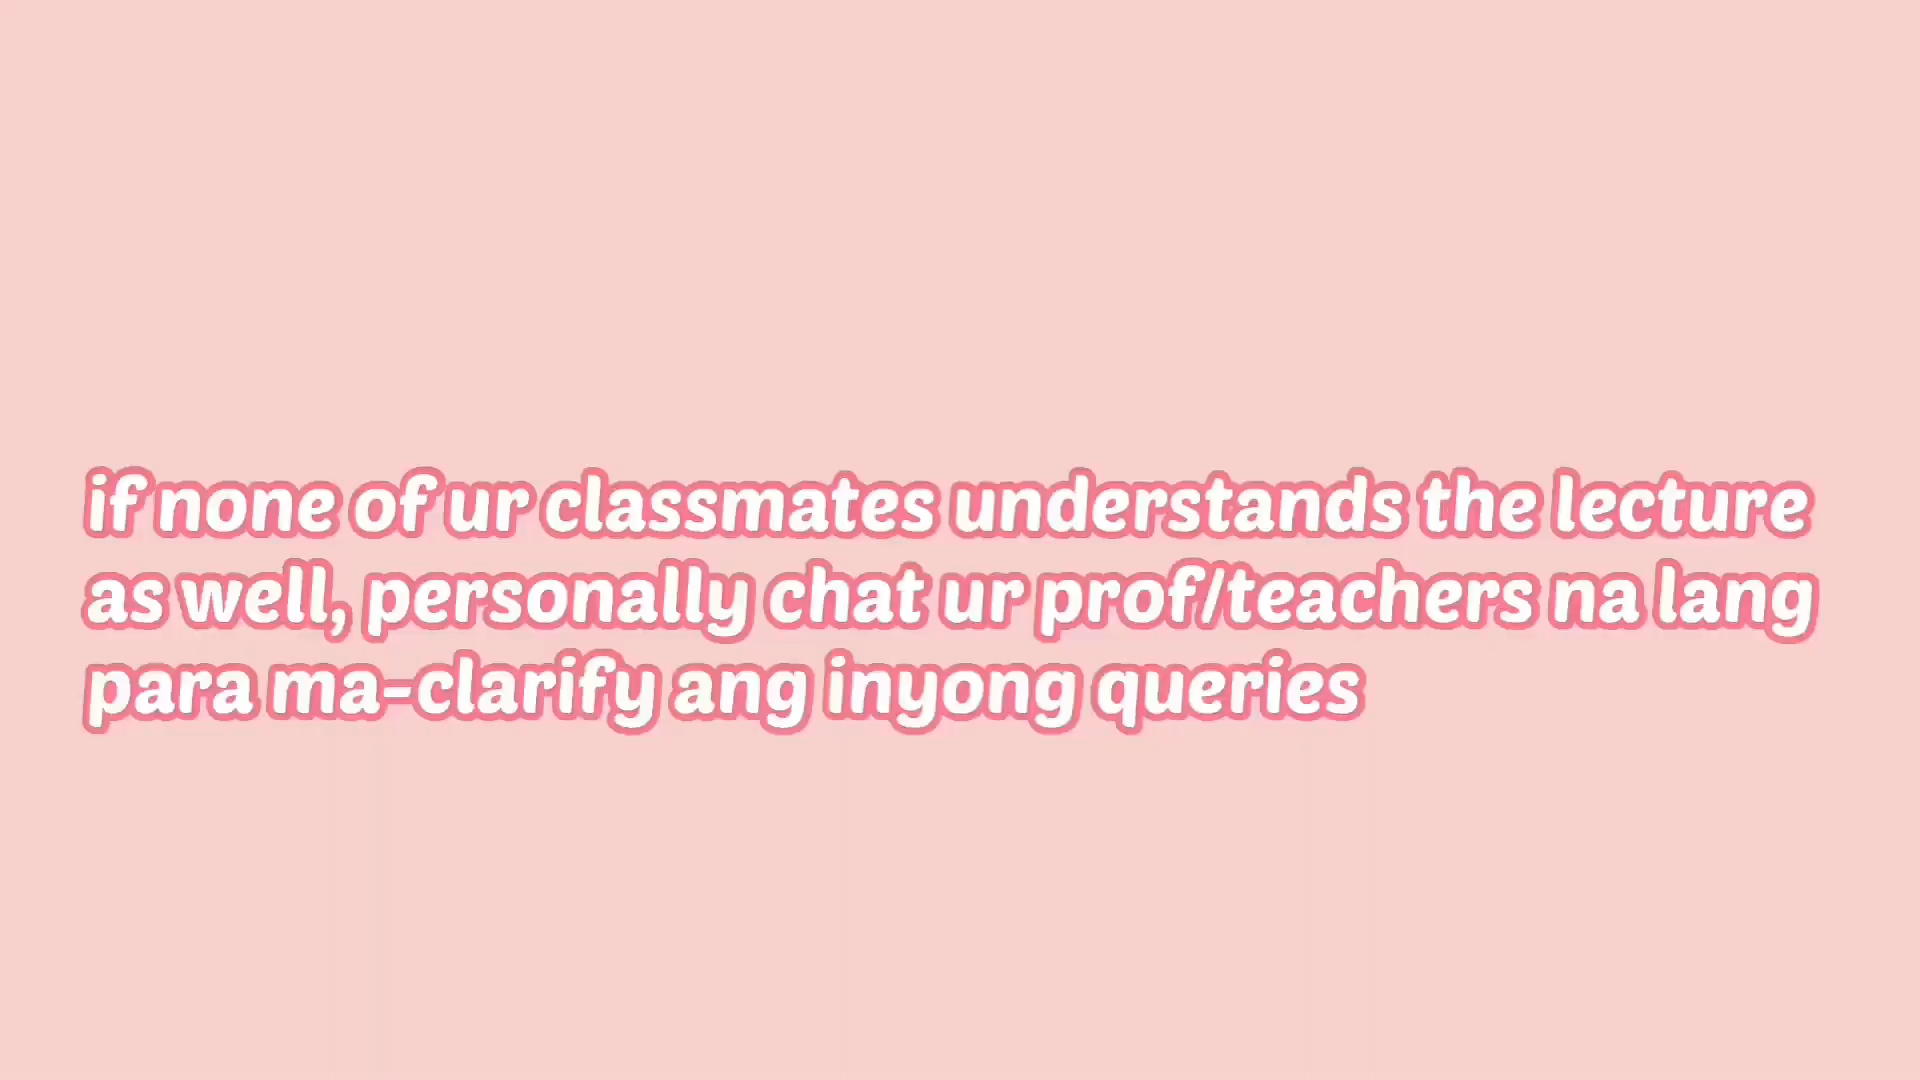 if none of ur classmates understands the lecture
as well, personally chat ur prof/teachers na lang
para ma-clarify ang inyong queries